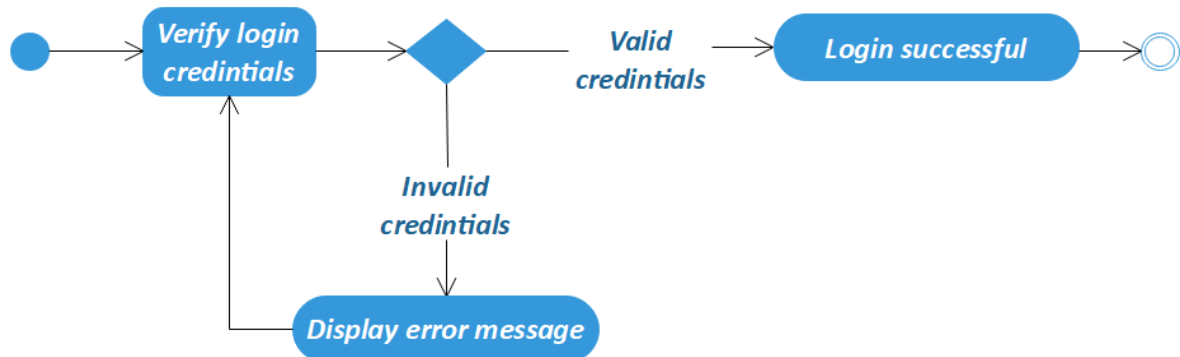 Verify login
credintials
Valid
credintials
Login successful
Invalid
credintials
Display error message